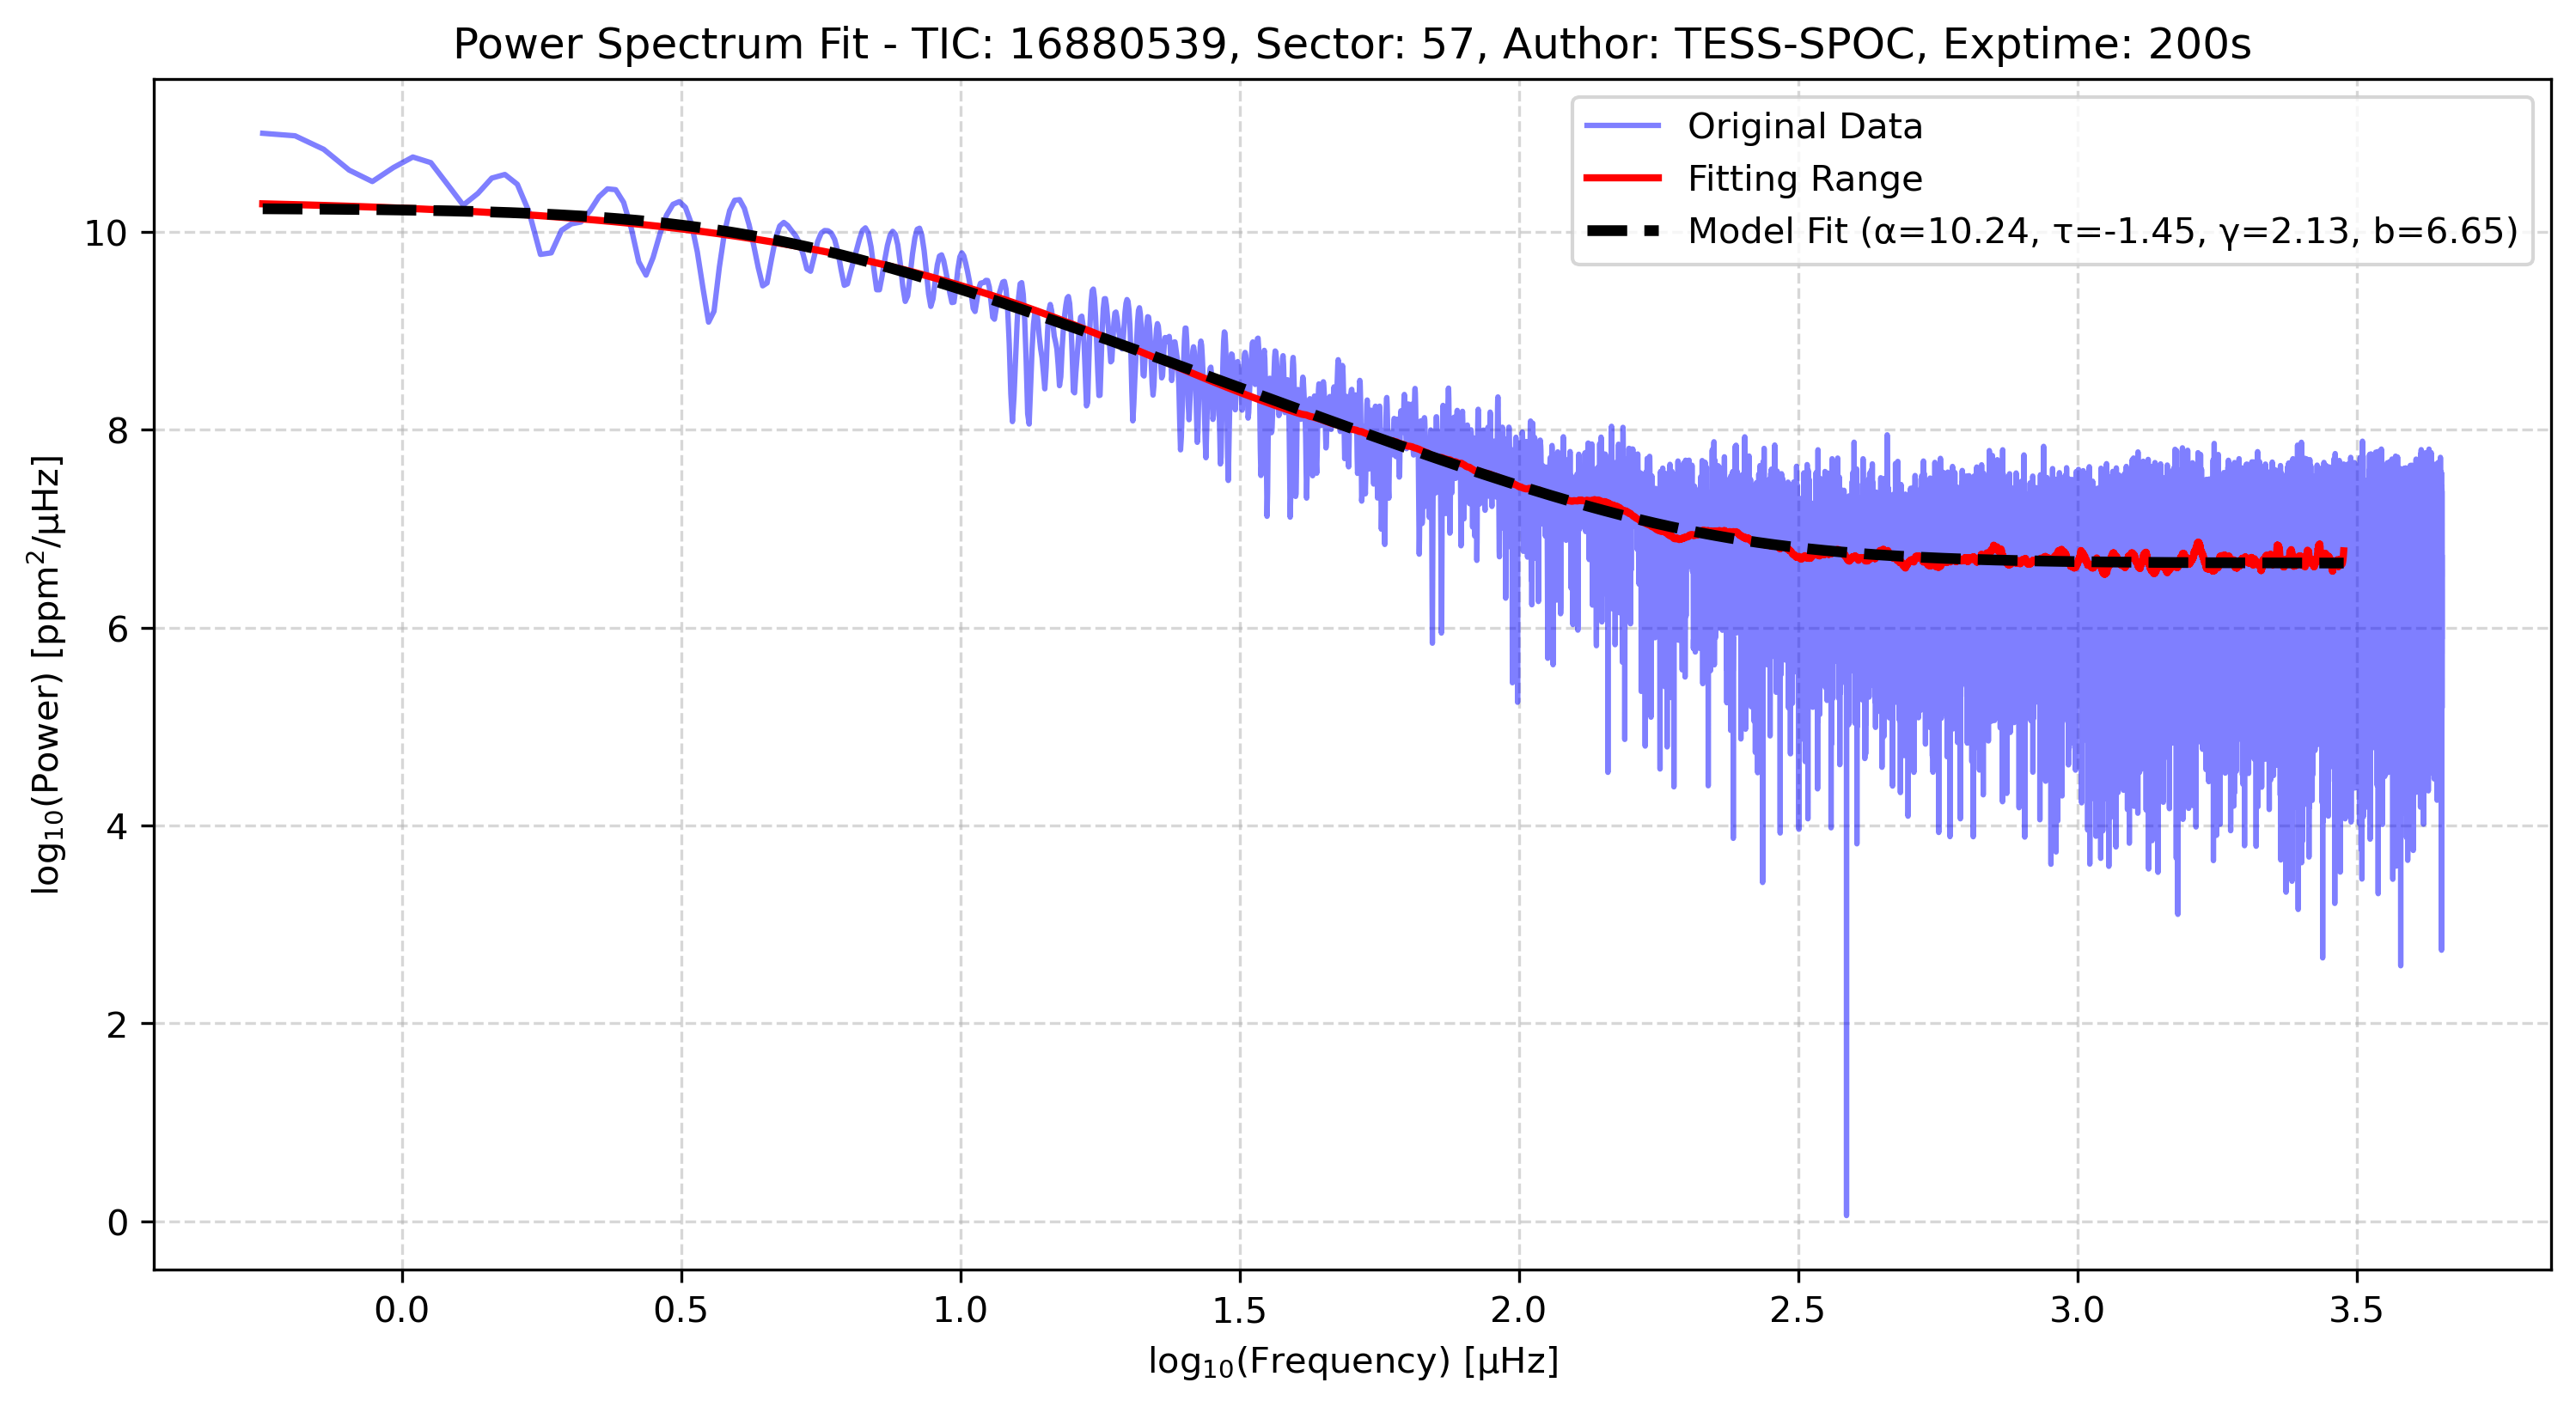 Power Spectrum Fit - TIC: 16880539, Sector: 57, Author: TESS-SPOC, Exptime: 200s
Original Data
Fitting Range
Model Fit (α=10.24, τ=-1.45, γ=2.13, b=6.65)
log₁₀(Power) [ppm²/µHz]
10
8
6
4
2
0
0.0 0.5 1.0 1.5 2.0 2.5 3.0 3.5
log₁₀(Frequency) [µHz]